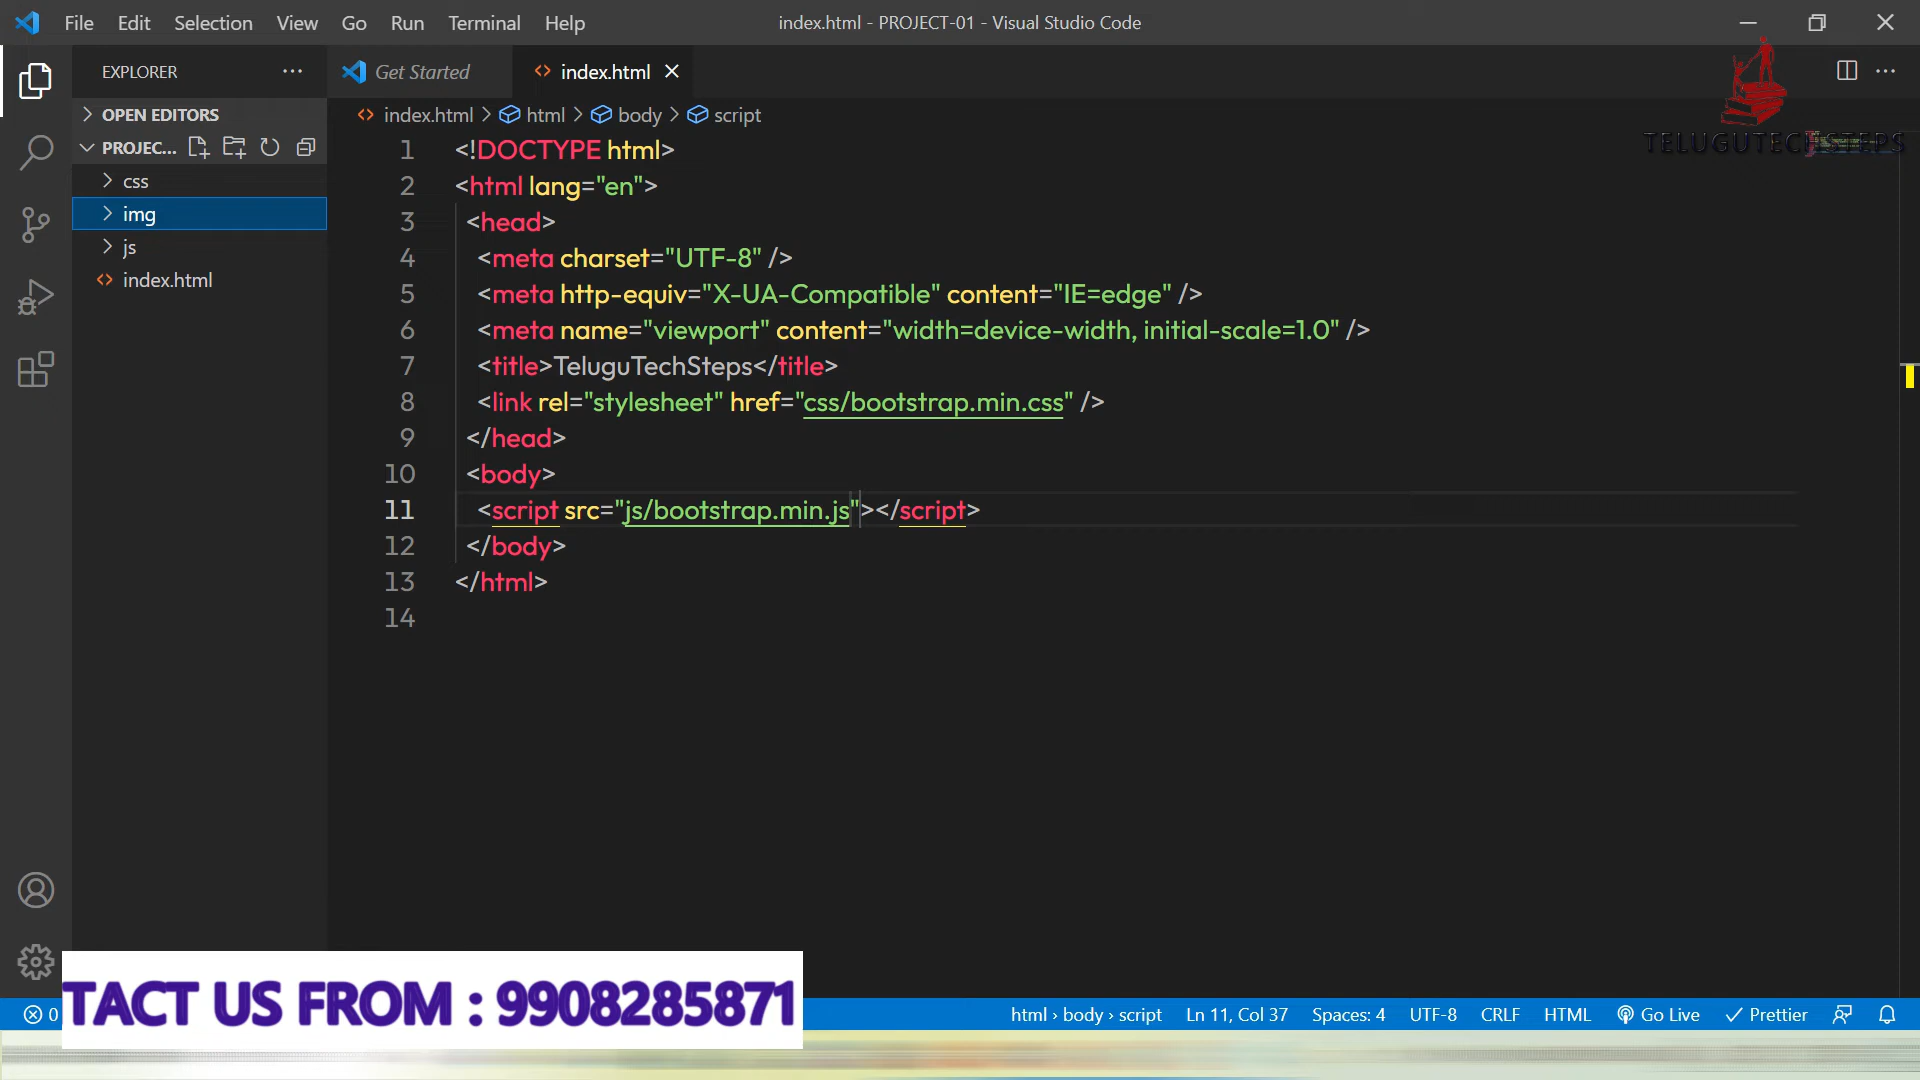 File Edit Selection View Go Run Terminal Help
index.html - PROJECT-01 - Visual Studio Code
EXPLORER
Get Started
index.html
TELUGUTECHSTEPS
OPEN EDITORS
PROJEC...
css
img
js
index.html
index.html > html > body > script
1 <!DOCTYPE html>
2 <html lang="en">
3 <head>
4 <meta charset="UTF-8" />
5 <meta http-equiv="X-UA-Compatible" content="IE=edge" />
6 <meta name="viewport" content="width=device-width, initial-scale=1.0" />
7 <title>TeluguTechSteps</title>
8 <link rel="stylesheet" href="css/bootstrap.min.css" />
9 </head>
10 <body>
11 <script src="js/bootstrap.min.js"></script>
12 </body>
13 </html>
14
TACT US FROM : 9908285871
0
html › body › script Ln 11, Col 37 Spaces: 4 UTF-8 CRLF HTML Go Live Prettier